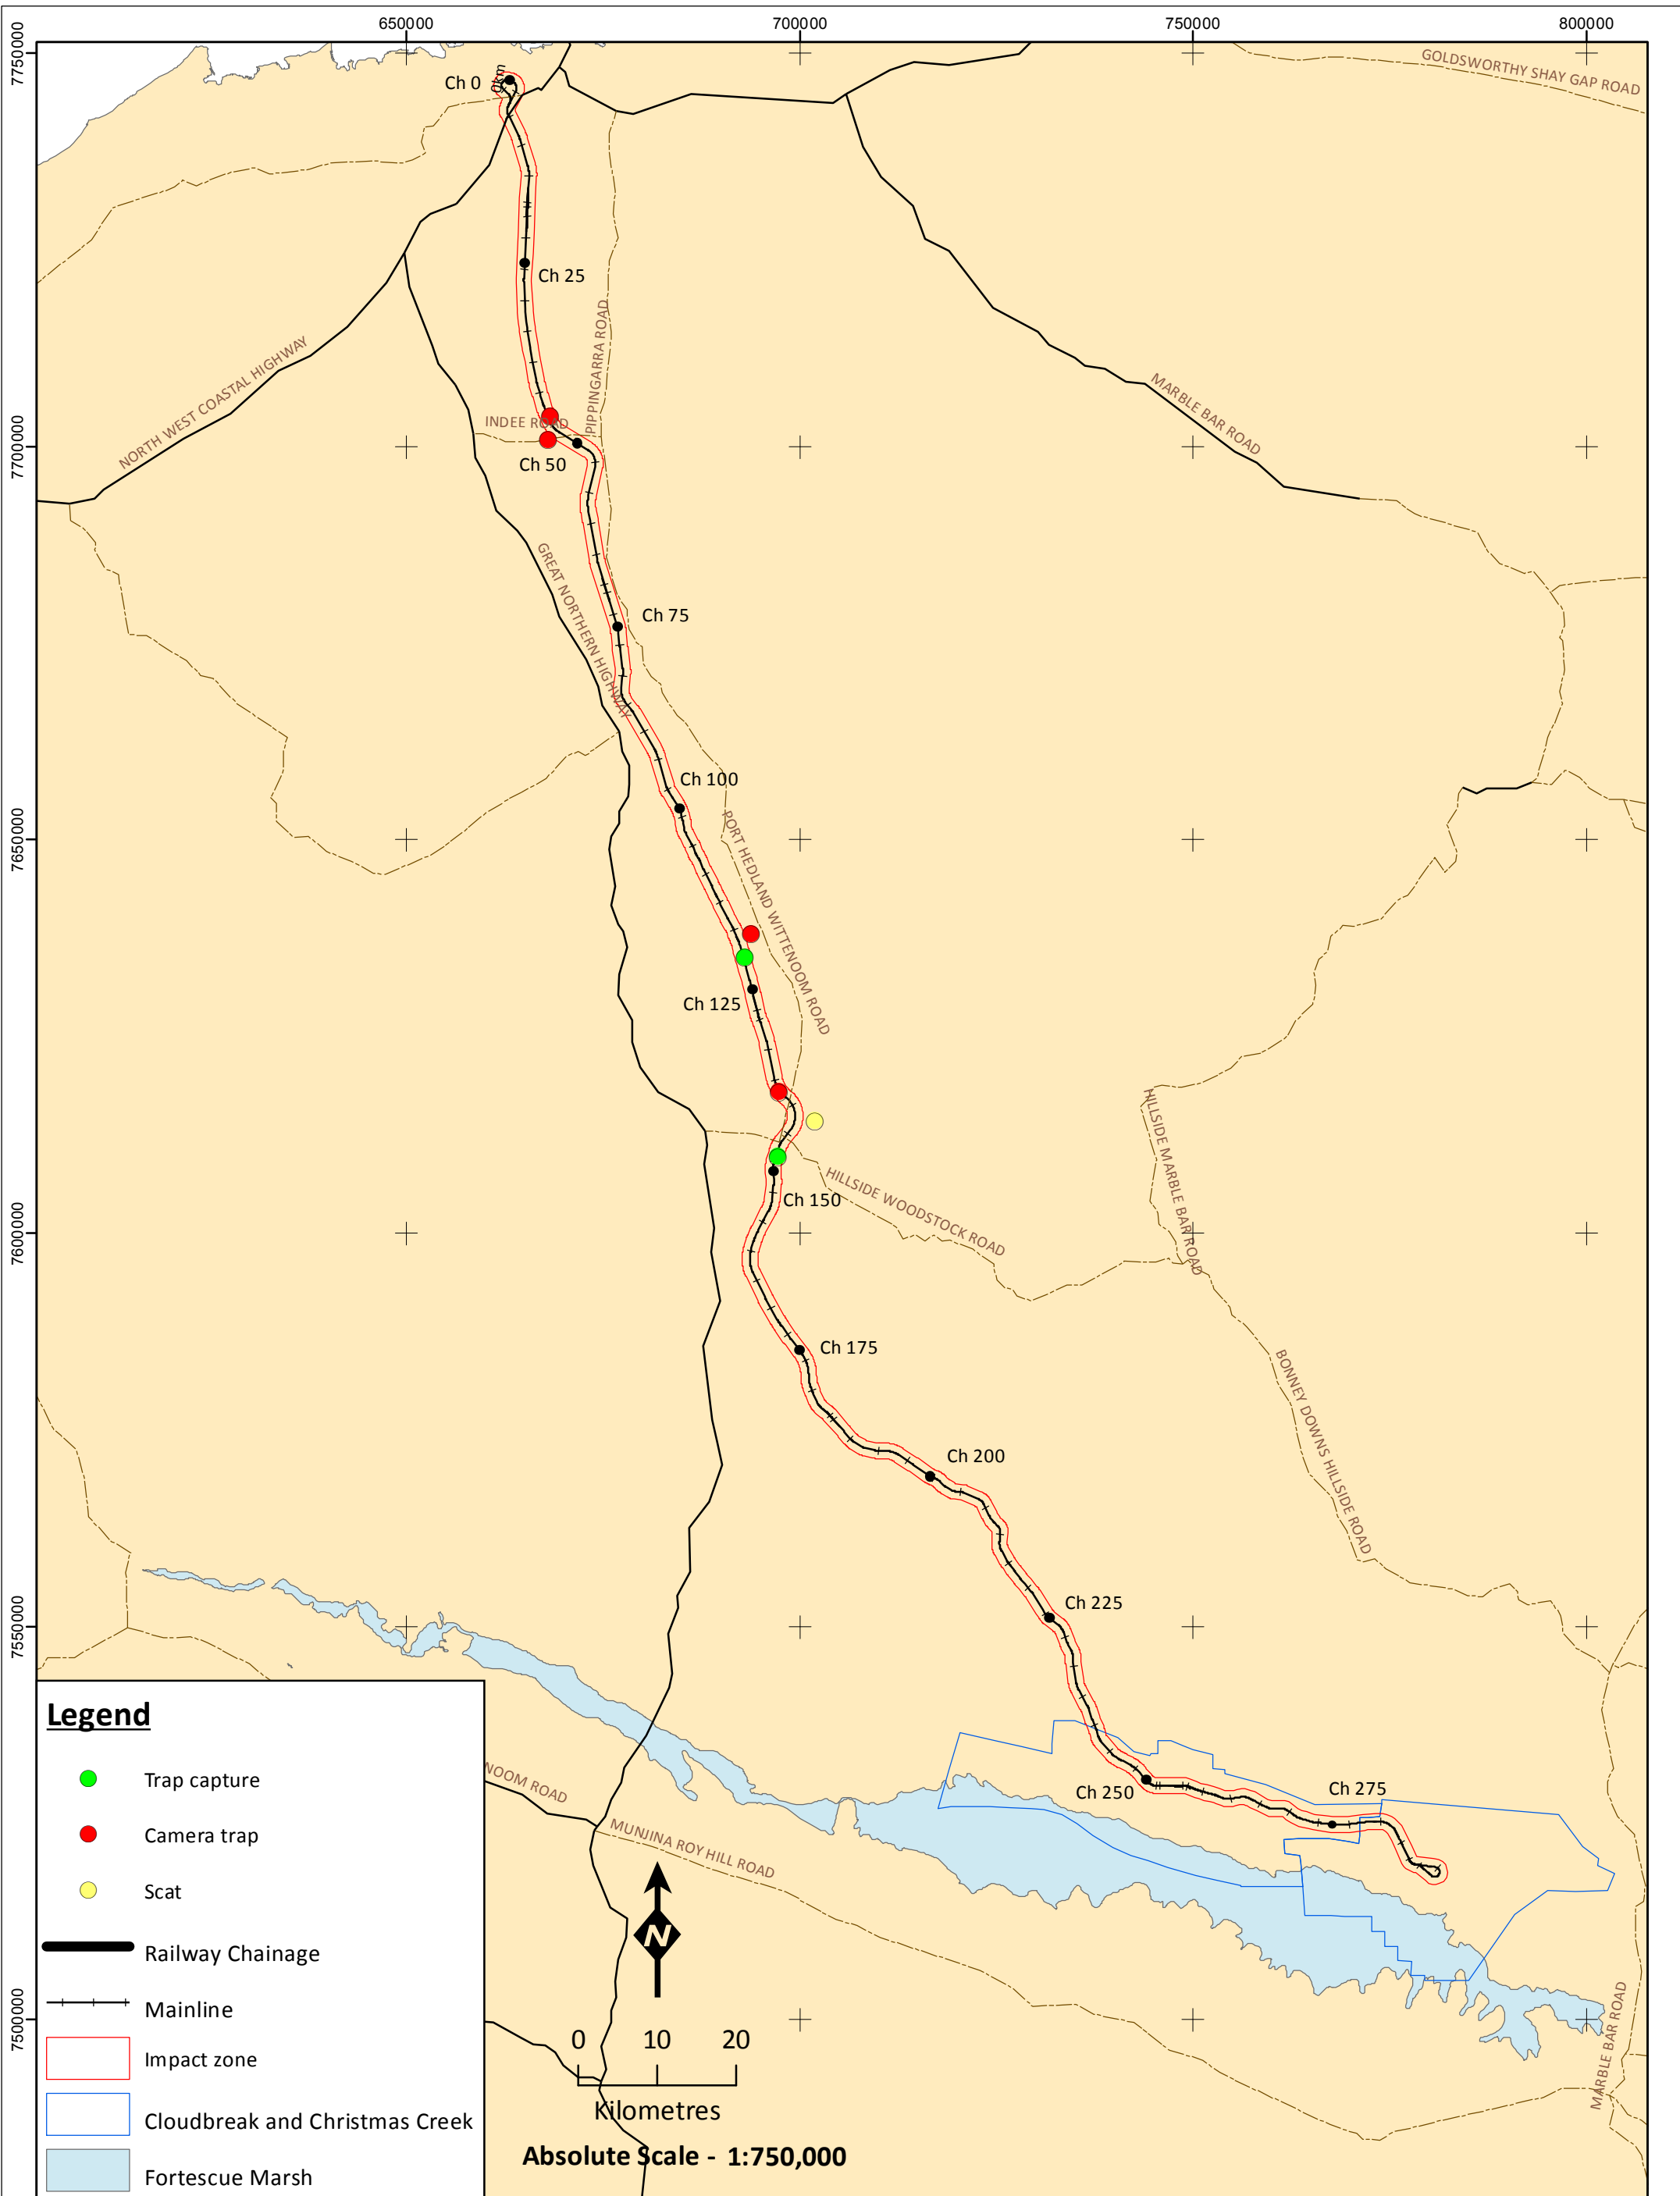 650000
700000
750000
800000
7750000
7700000
7650000
7600000
7550000
7500000
GOLDSWORTHY SHAY GAP ROAD
Ch 0
0km
Ch 25
PIPPINGARRA ROAD
NORTH WEST COASTAL HIGHWAY
MARBLE BAR ROAD
INDEE ROAD
Ch 50
GREAT NORTHERN HIGHWAY
Ch 75
Ch 100
PORT HEDLAND WITTENOOM ROAD
Ch 125
HILLSIDE MARBLE BAR ROAD
HILLSIDE WOODSTOCK ROAD
Ch 150
Ch 175
BONNEY DOWNS HILLSIDE ROAD
Ch 200
Ch 225
Ch 250
Ch 275
NOOM ROAD
MUNJINA ROY HILL ROAD
MARBLE BAR ROAD
Legend
Trap capture
Camera trap
Scat
Railway Chainage
Mainline
Impact zone
Cloudbreak and Christmas Creek
Fortescue Marsh
N
0 10 20
Kilometres
Absolute Scale - 1:750,000